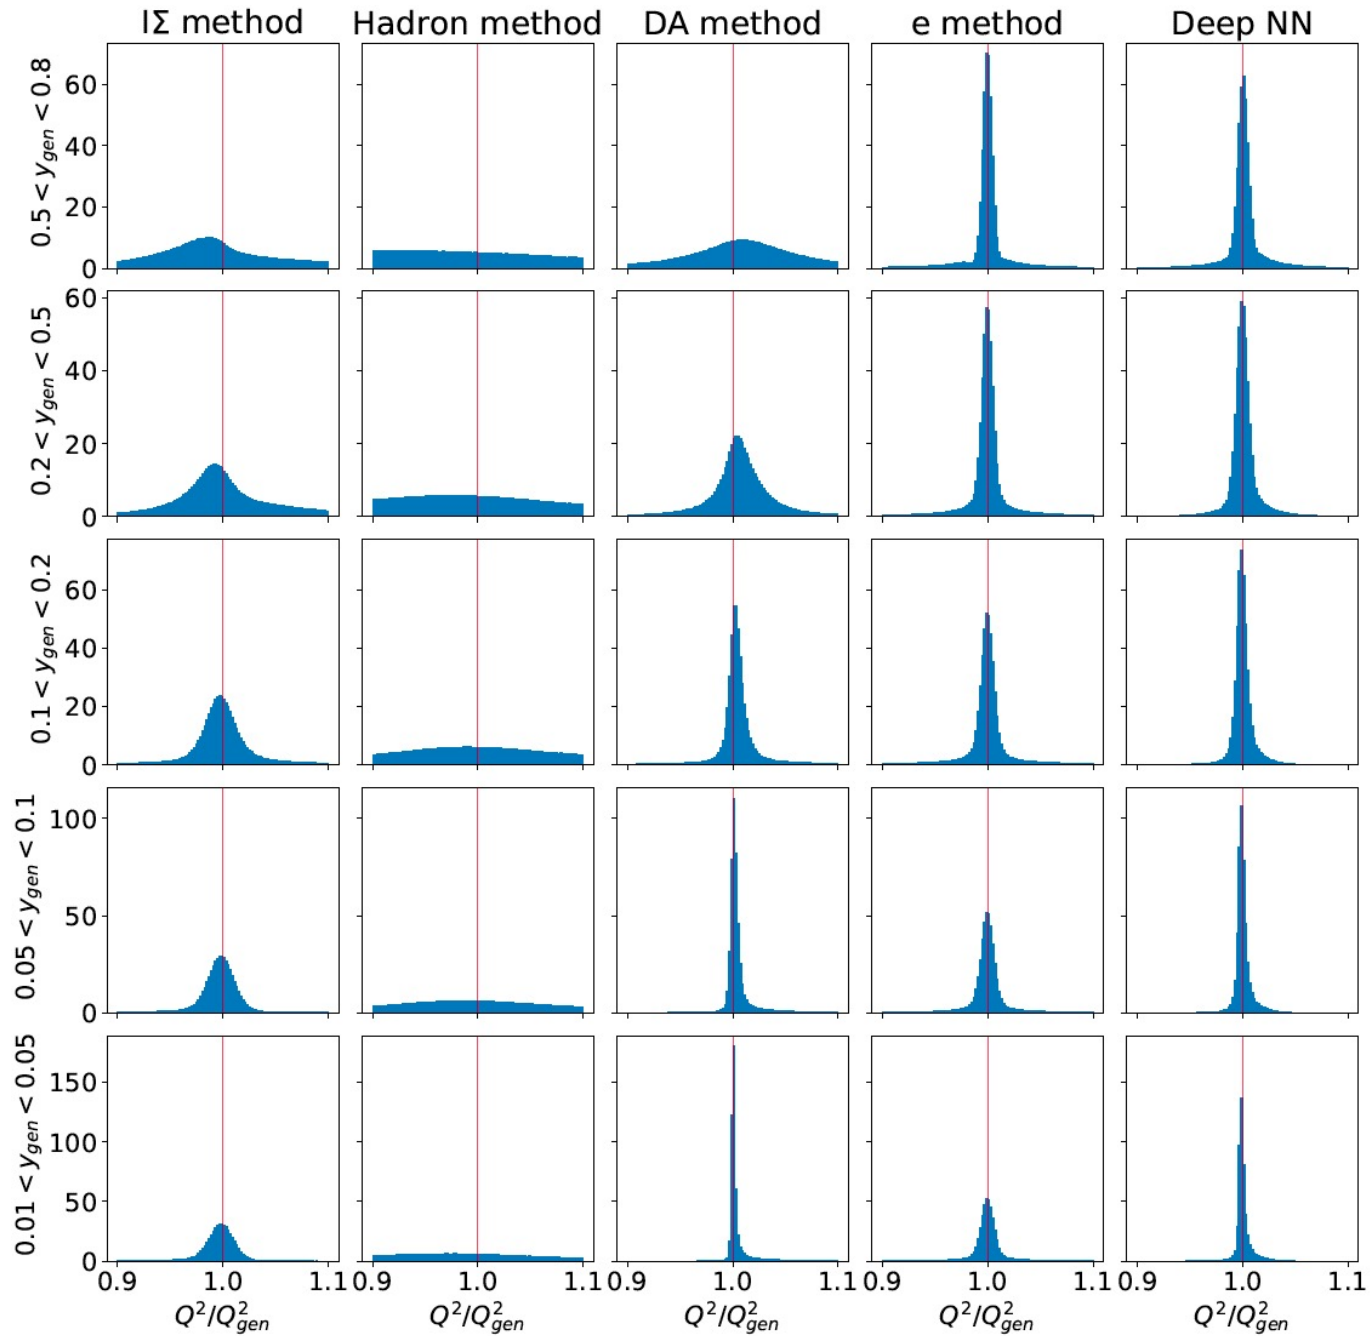 IΣ method Hadron method DA method e method Deep NN
0.5 < y_gen < 0.8
60
40
20
0
0.2 < y_gen < 0.5
60
40
20
0
0.1 < y_gen < 0.2
60
40
20
0
0.05 < y_gen < 0.1
100
50
0
0.01 < y_gen < 0.05
150
100
50
0
0.9 1.0 1.1 0.9 1.0 1.1 0.9 1.0 1.1 0.9 1.0 1.1 0.9 1.0 1.1
Q²/Q²_gen Q²/Q²_gen Q²/Q²_gen Q²/Q²_gen Q²/Q²_gen